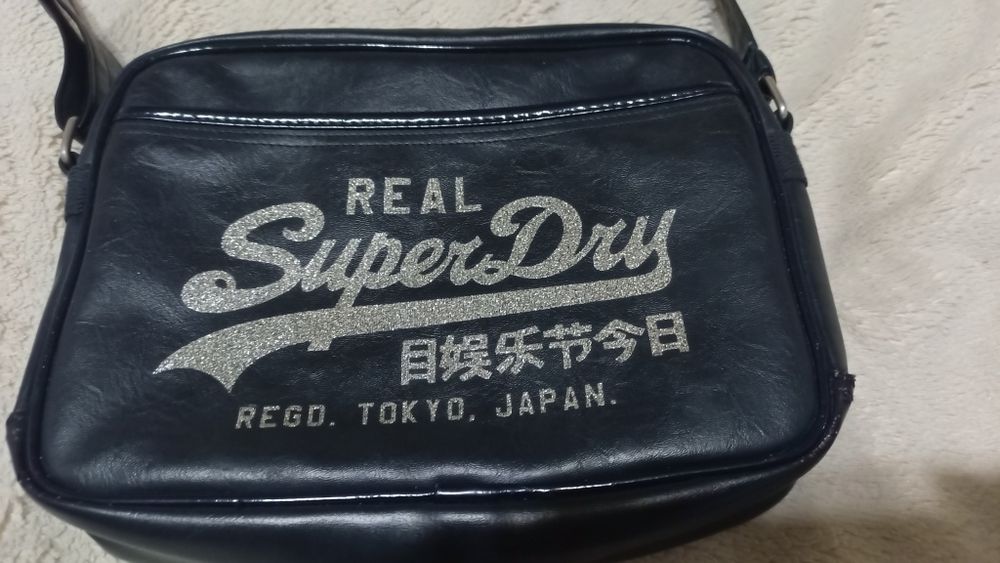 REAL
SuperDry
目娱乐节今日
REGD. TOKYO. JAPAN.